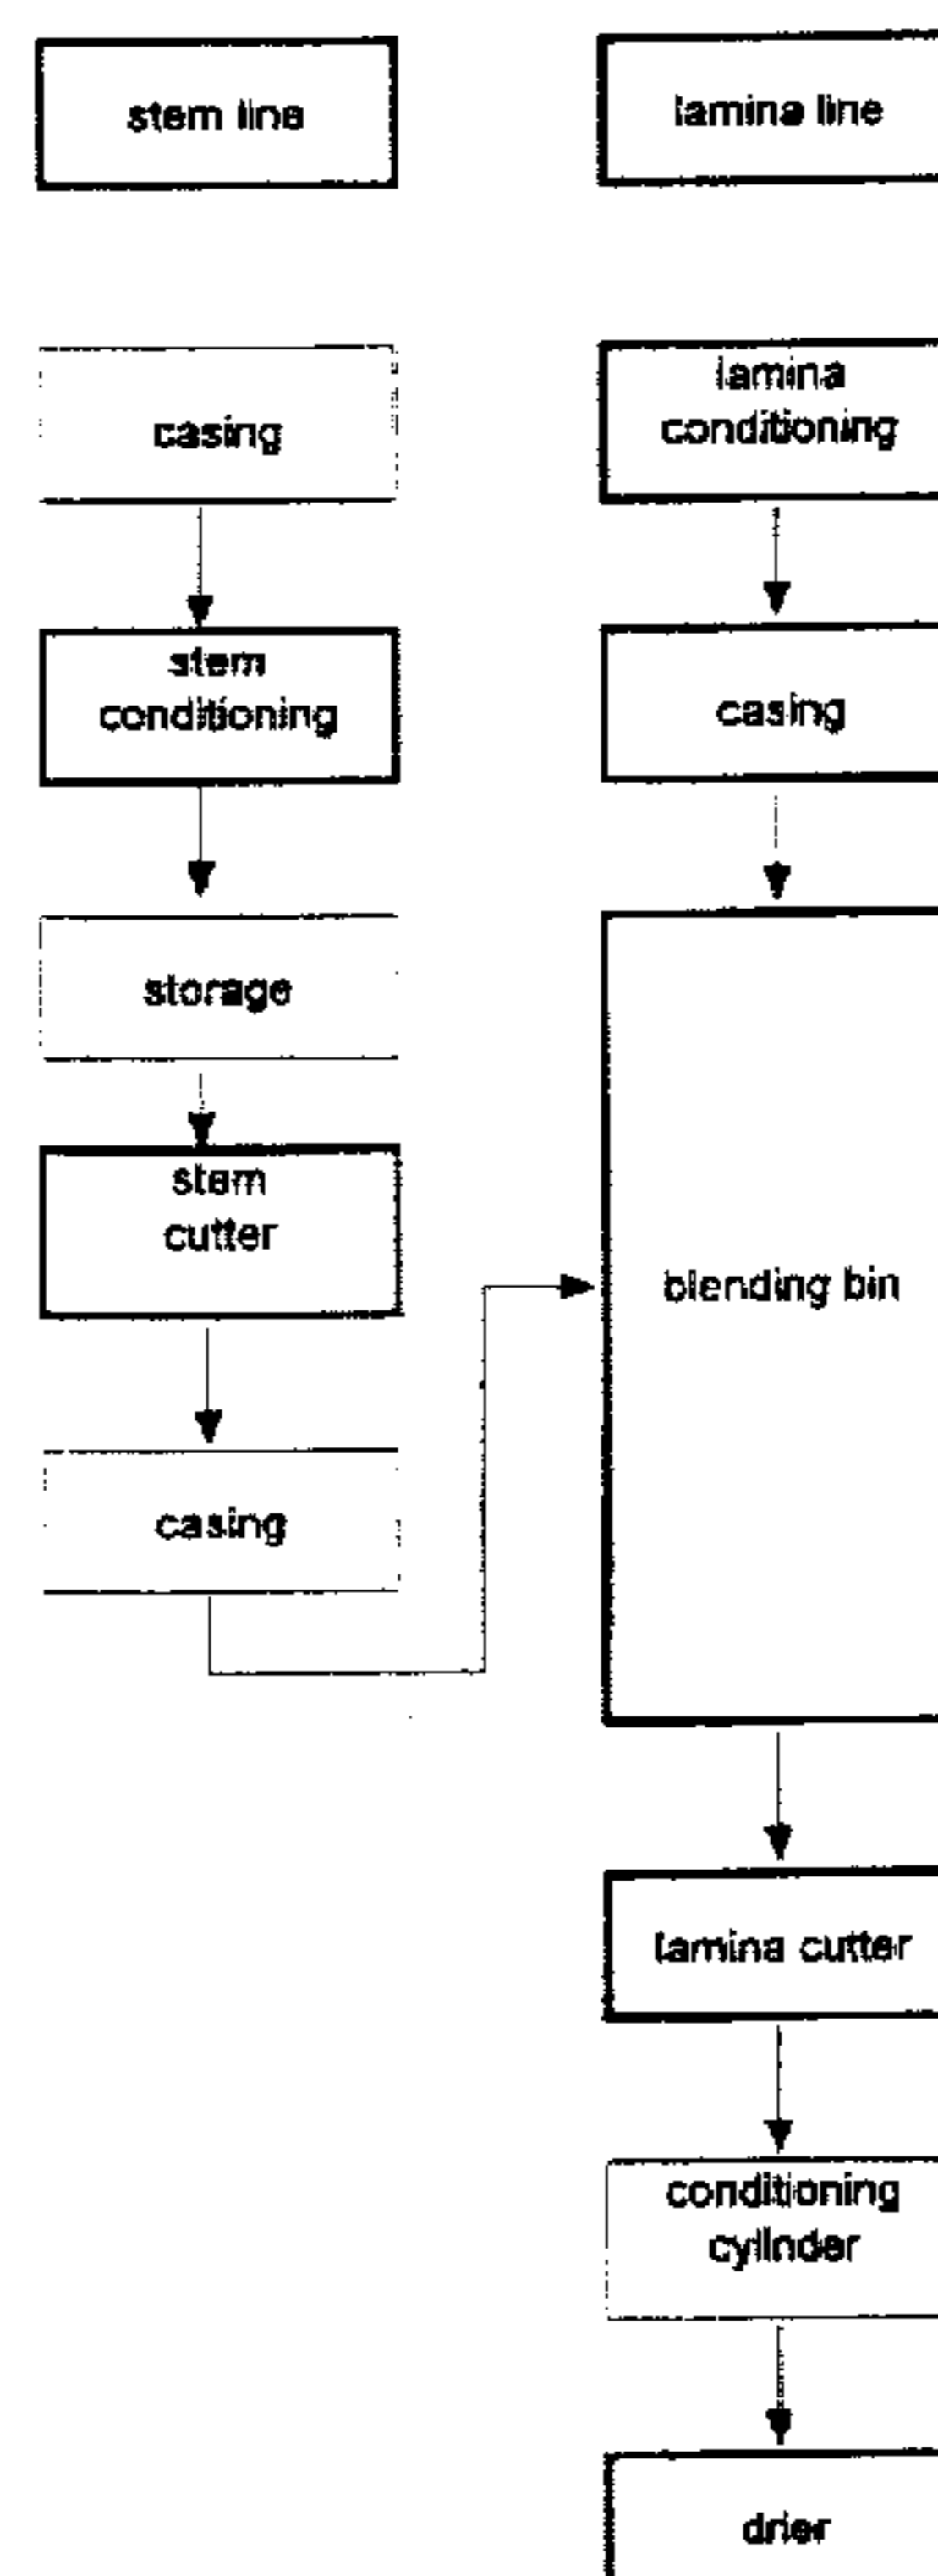 stem line
lamina line
casing
stem
conditioning
storage
stem
cutter
casing
lamina
conditioning
casing
blending bin
lamina cutter
conditioning
cylinder
drier